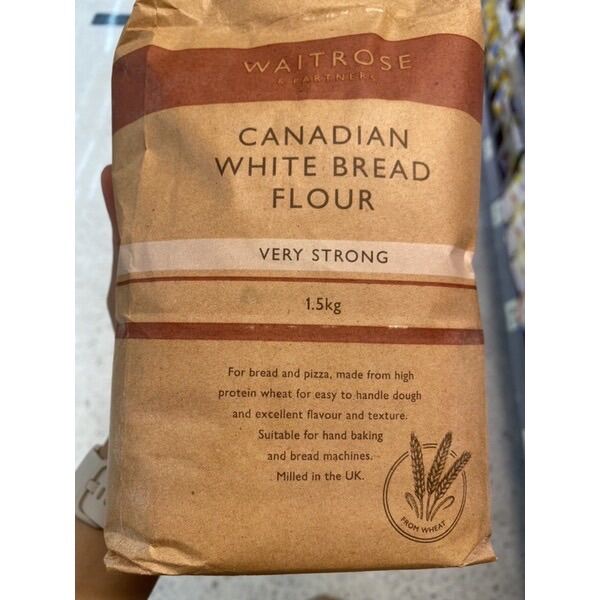 WAITROSE
& PARTNERS
CANADIAN
WHITE BREAD
FLOUR
VERY STRONG
1.5kg
For bread and pizza, made from high
protein wheat for easy to handle dough
and excellent flavour and texture.
Suitable for hand baking
and bread machines.
Milled in the UK.
FROM WHEAT